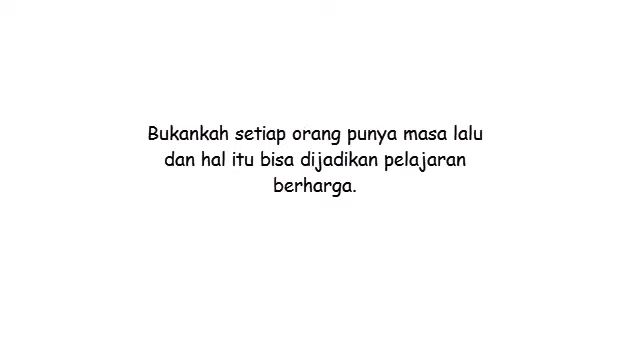 Bukankah setiap orang punya masa lalu
dan hal itu bisa dijadikan pelajaran
berharga.